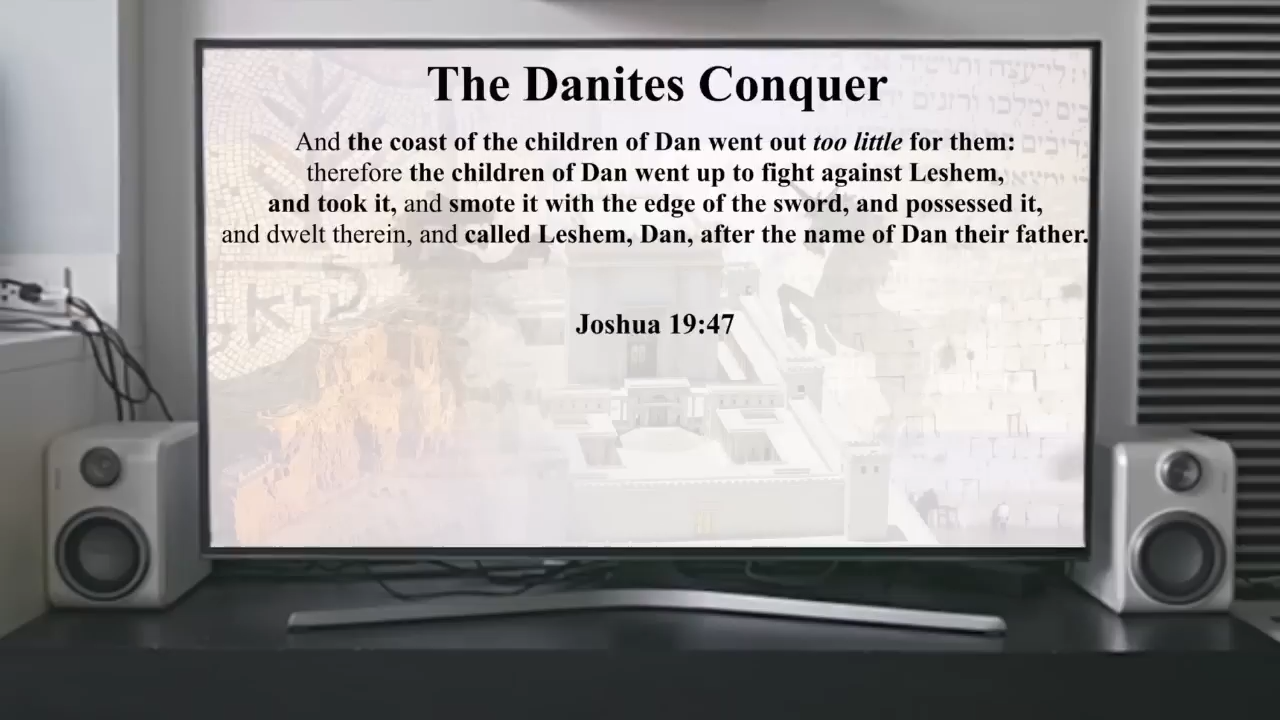 The Danites Conquer
And the coast of the children of Dan went out too little for them:
therefore the children of Dan went up to fight against Leshem,
and took it, and smote it with the edge of the sword, and possessed it,
and dwelt therein, and called Leshem, Dan, after the name of Dan their father.
Joshua 19:47